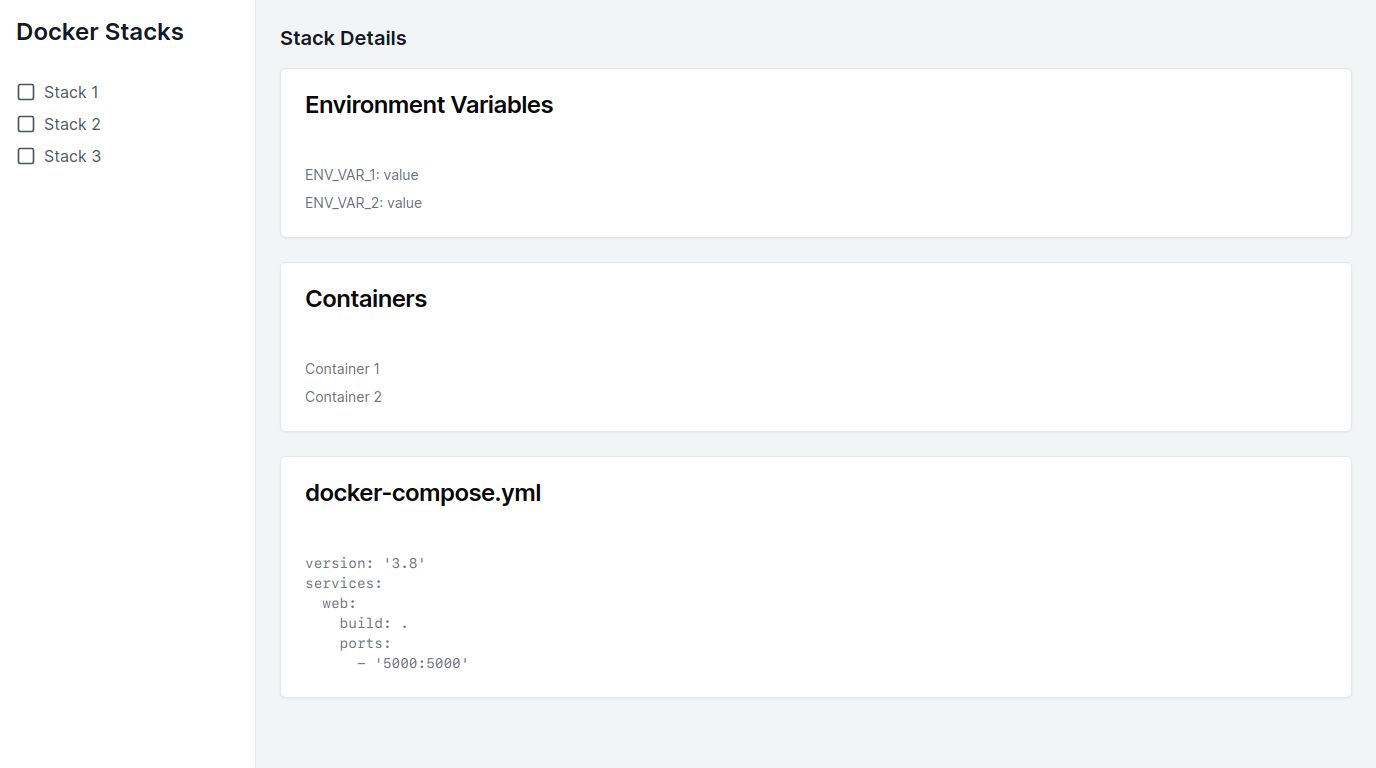 Docker Stacks
Stack 1
Stack 2
Stack 3
Stack Details
Environment Variables
ENV_VAR_1: value
ENV_VAR_2: value
Containers
Container 1
Container 2
docker-compose.yml
version: '3.8'
services:
  web:
    build: .
    ports:
      - '5000:5000'